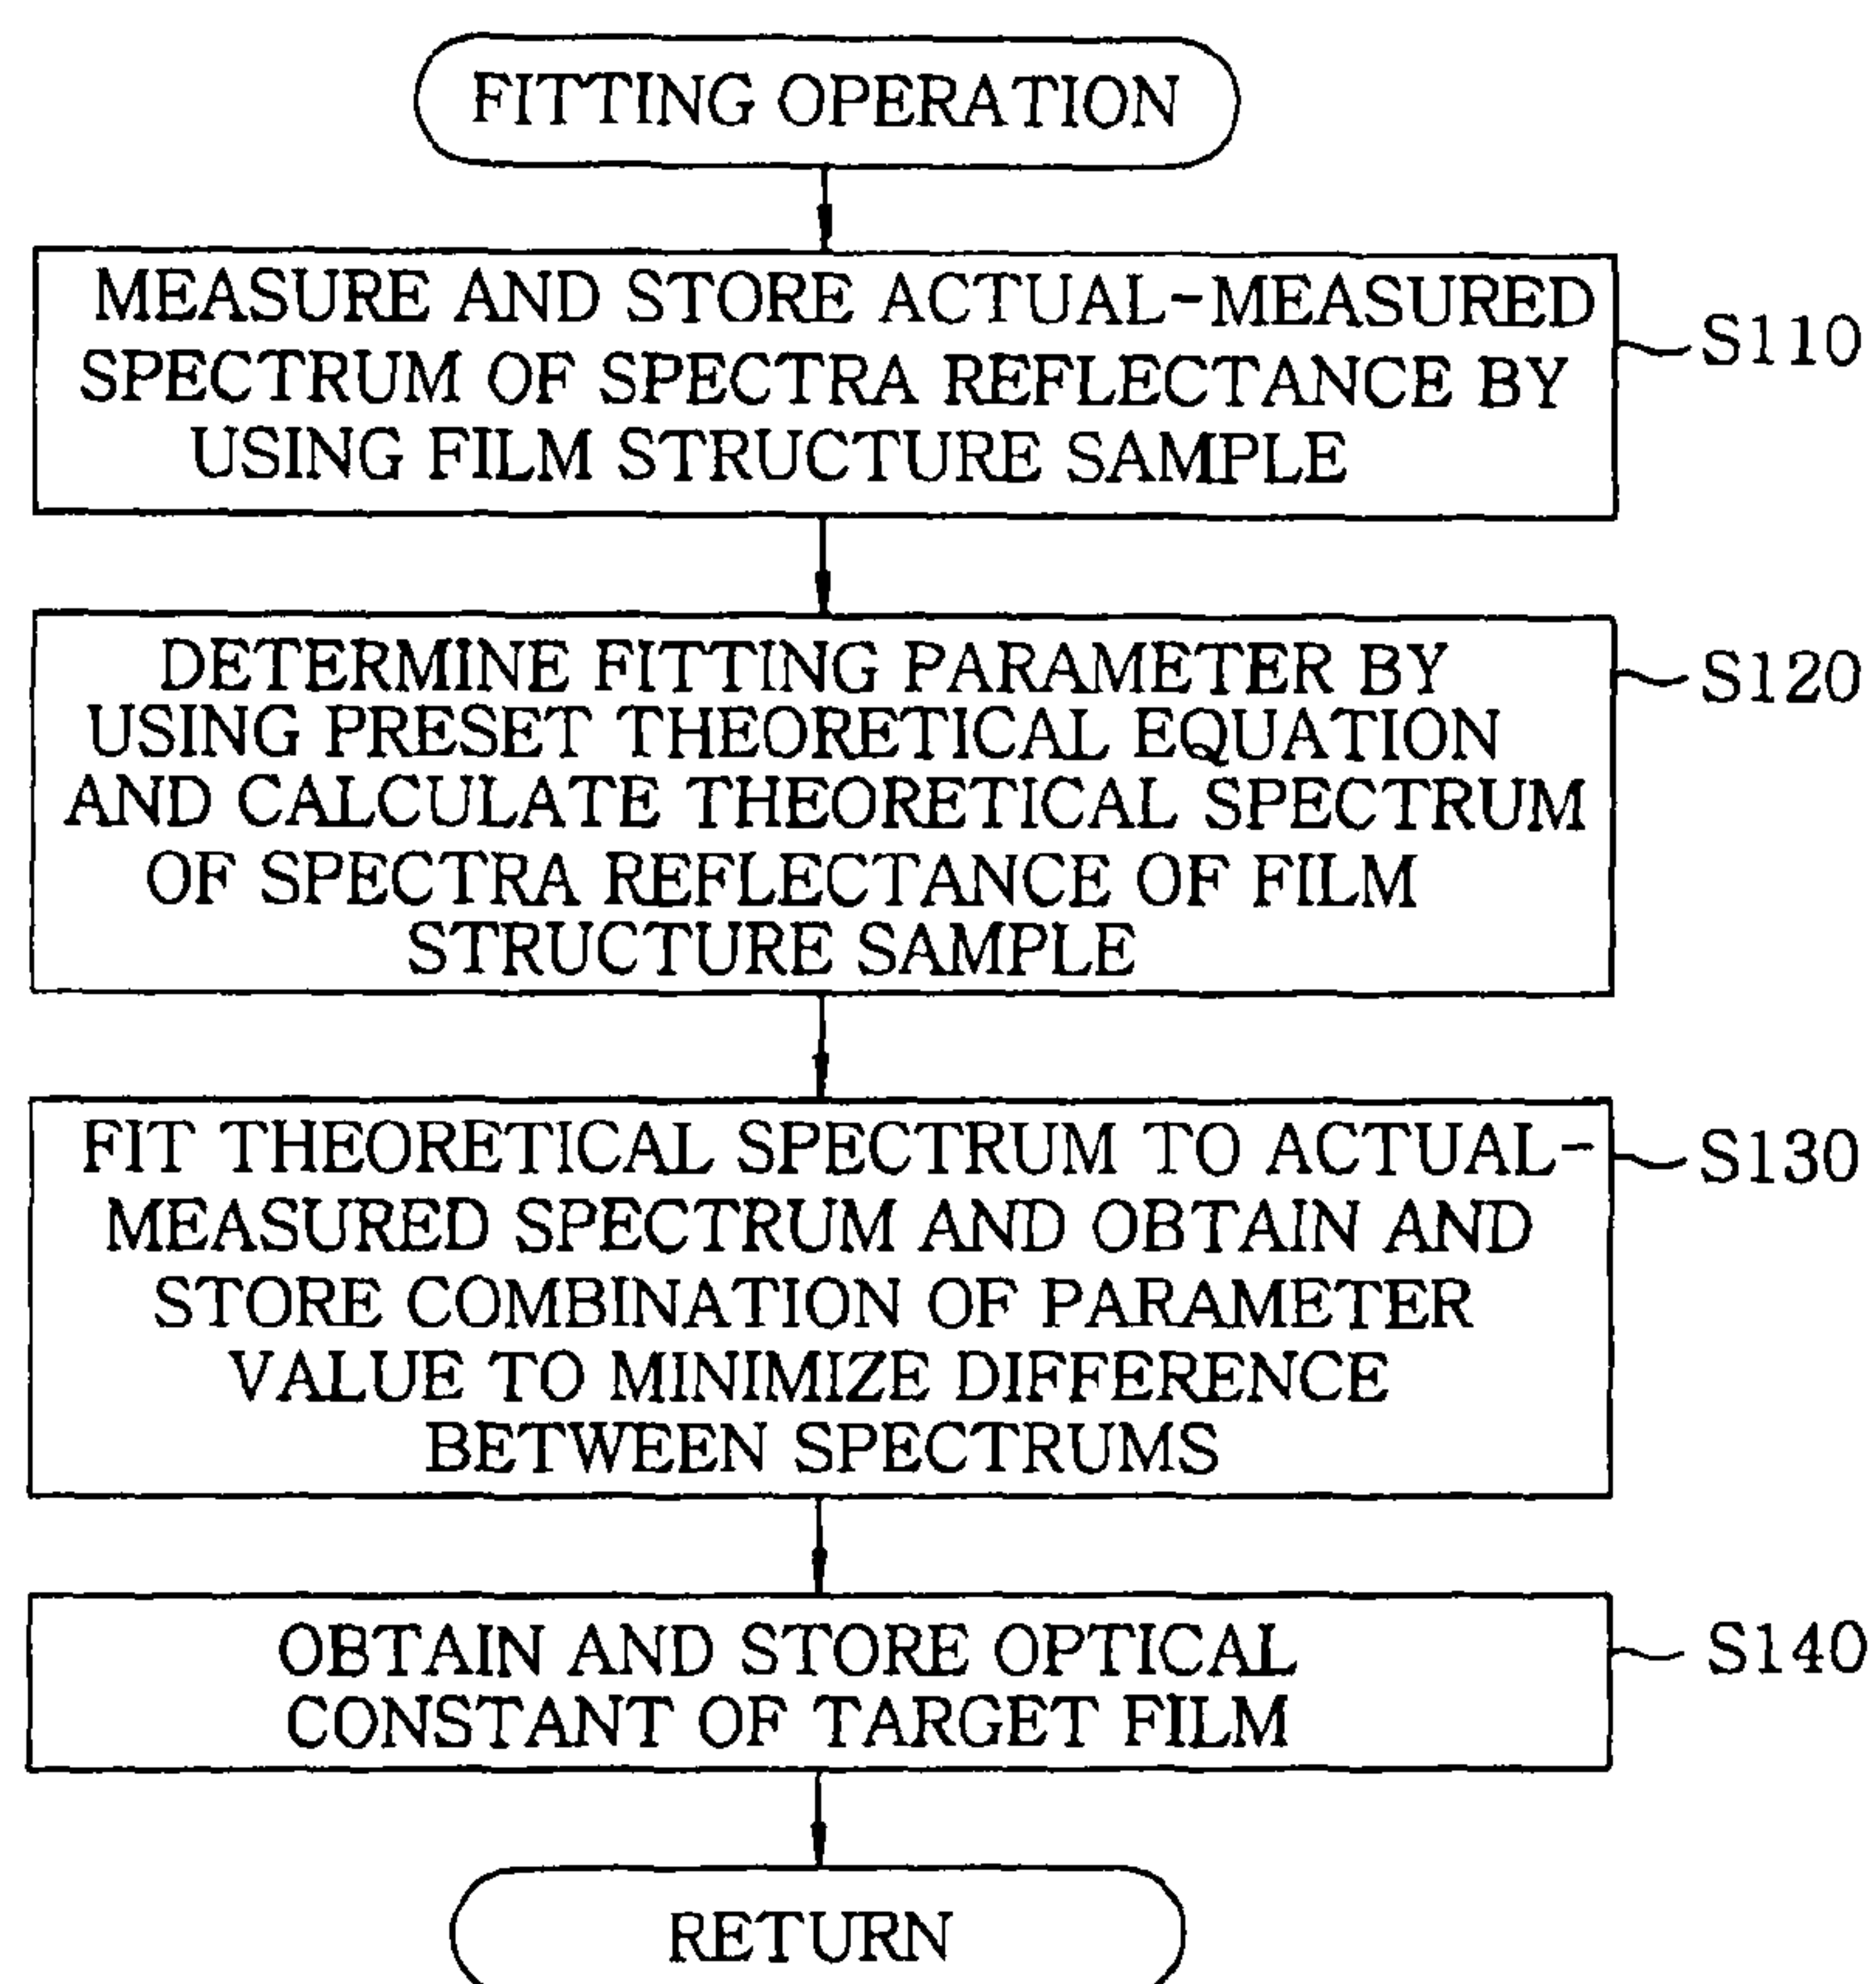 FITTING OPERATION
MEASURE AND STORE ACTUAL-MEASURED
SPECTRUM OF SPECTRA REFLECTANCE BY
USING FILM STRUCTURE SAMPLE
S110
DETERMINE FITTING PARAMETER BY
USING PRESET THEORETICAL EQUATION
AND CALCULATE THEORETICAL SPECTRUM
OF SPECTRA REFLECTANCE OF FILM
STRUCTURE SAMPLE
S120
FIT THEORETICAL SPECTRUM TO ACTUAL-
MEASURED SPECTRUM AND OBTAIN AND
STORE COMBINATION OF PARAMETER
VALUE TO MINIMIZE DIFFERENCE
BETWEEN SPECTRUMS
S130
OBTAIN AND STORE OPTICAL
CONSTANT OF TARGET FILM
S140
RETURN